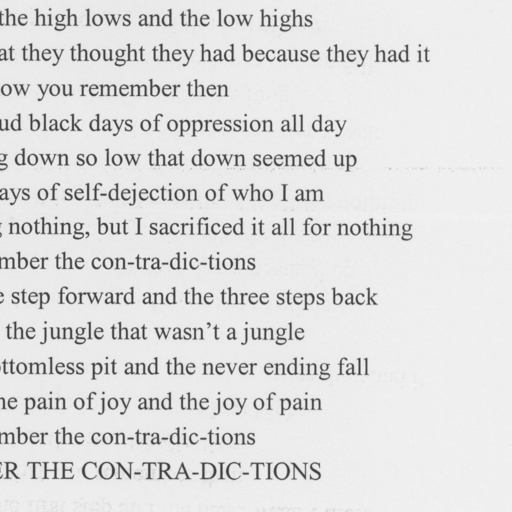 the high lows and the low highs
at they thought they had because they had it
ow you remember then
ud black days of oppression all day
g down so low that down seemed up
ays of self-dejection of who I am
g nothing, but I sacrificed it all for nothing
mber the con-tra-dic-tions
e step forward and the three steps back
the jungle that wasn't a jungle
ottomless pit and the never ending fall
he pain of joy and the joy of pain
mber the con-tra-dic-tions
ER THE CON-TRA-DIC-TIONS